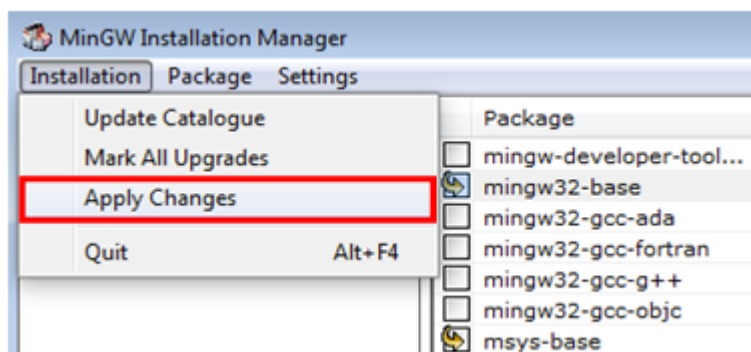 MinGW Installation Manager
Installation Package Settings
Update Catalogue
Mark All Upgrades
Apply Changes
Quit Alt+F4
Package
mingw-developer-tool...
mingw32-base
mingw32-gcc-ada
mingw32-gcc-fortran
mingw32-gcc-g++
mingw32-gcc-objc
msys-base